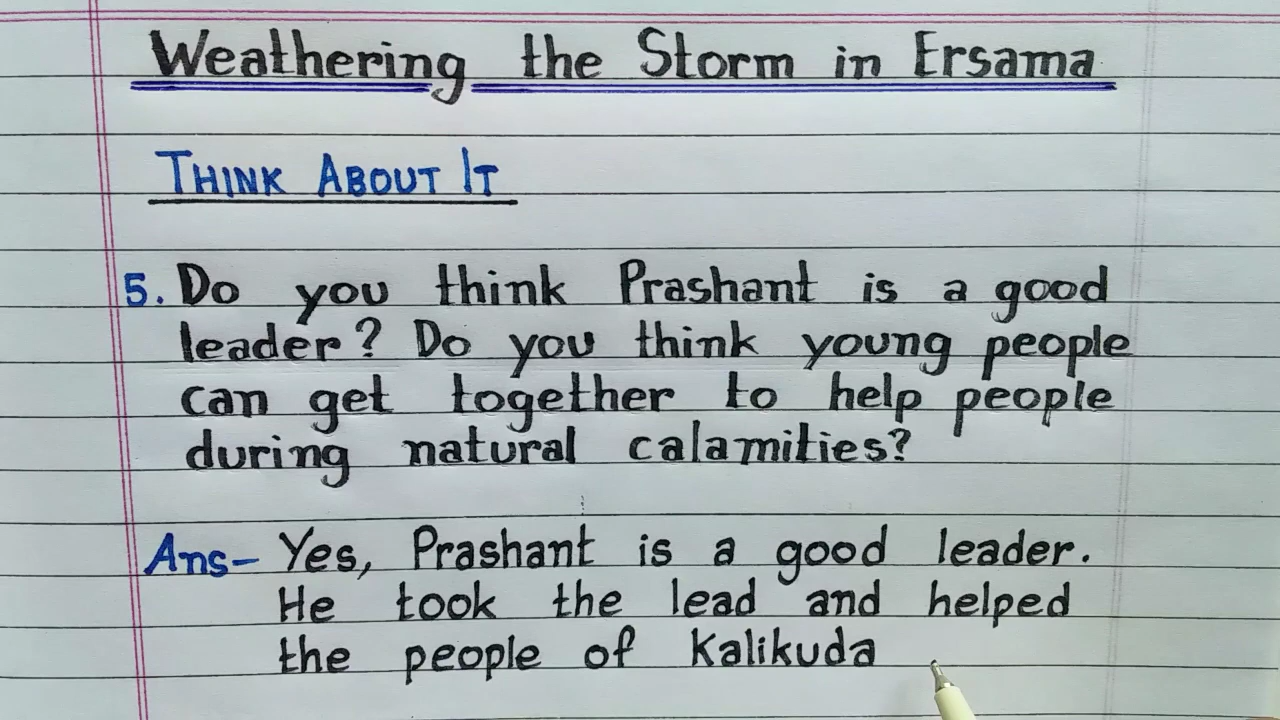 Weathering the Storm in Ersama
THINK ABOUT IT
5. Do you think Prashant is a good
leader? Do you think young people
can get together to help people
during natural calamities?
Ans- Yes, Prashant is a good leader.
He took the lead and helped
the people of Kalikuda